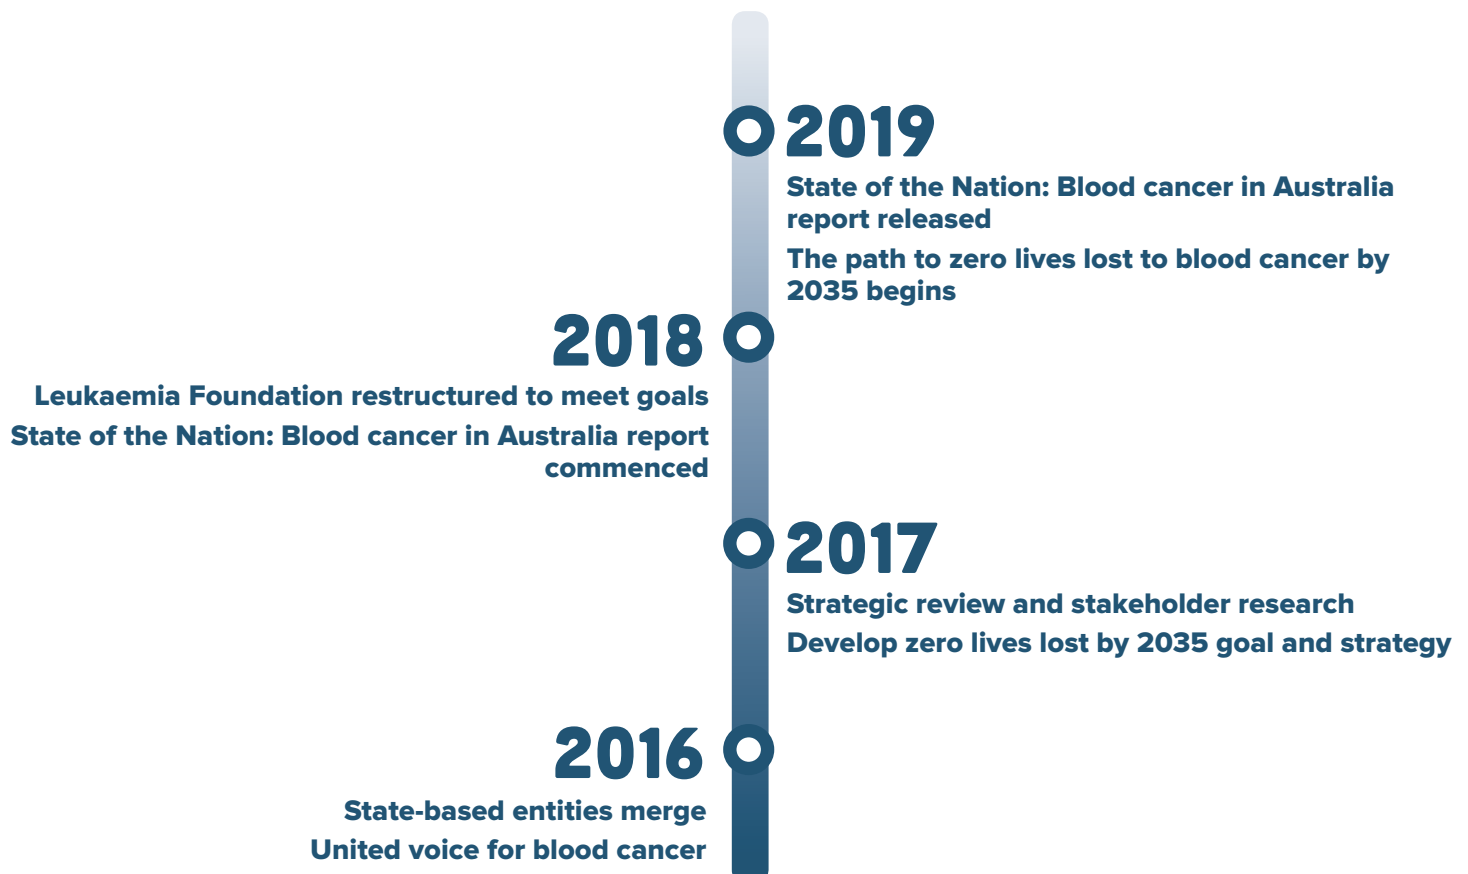 2019
State of the Nation: Blood cancer in Australia
report released
The path to zero lives lost to blood cancer by
2035 begins
2018
Leukaemia Foundation restructured to meet goals
State of the Nation: Blood cancer in Australia report
commenced
2017
Strategic review and stakeholder research
Develop zero lives lost by 2035 goal and strategy
2016
State-based entities merge
United voice for blood cancer